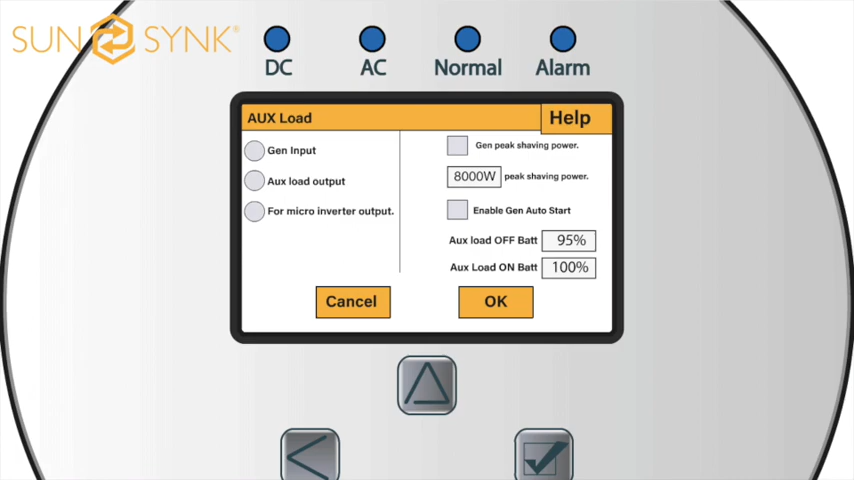 SUN SYNK®
DC AC Normal Alarm
AUX Load
Help
Gen Input
Aux load output
For micro inverter output.
Gen peak shaving power.
8000W peak shaving power.
Enable Gen Auto Start
Aux load OFF Batt 95%
Aux Load ON Batt 100%
Cancel OK